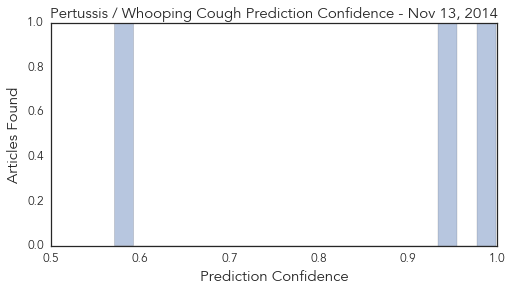 Pertussis / Whooping Cough Prediction Confidence - Nov 13, 2014
1.0
0.8
0.6
0.4
0.2
0.0
Articles Found
0.5 0.6 0.7 0.8 0.9 1.0
Prediction Confidence